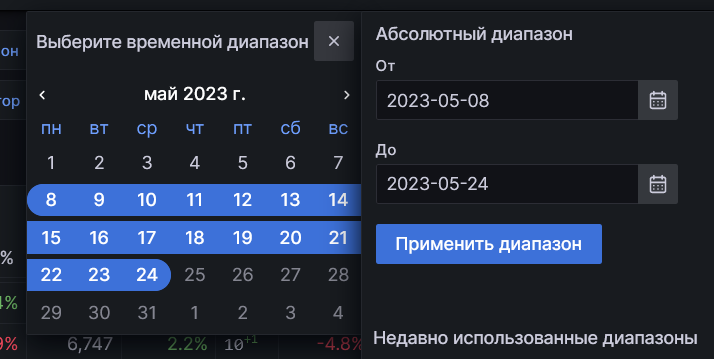 Выберите временной диапазон
май 2023 г.
пн вт ср чт пт сб вс
1 2 3 4 5 6 7
8 9 10 11 12 13 14
15 16 17 18 19 20 21
22 23 24 25 26 27 28
29 30 31 1 2 3 4
Абсолютный диапазон
От
2023-05-08
До
2023-05-24
Применить диапазон
Недавно использованные диапазоны
он
тор
%
4%
9% 6,747 2.2% 10+1 -4.8%